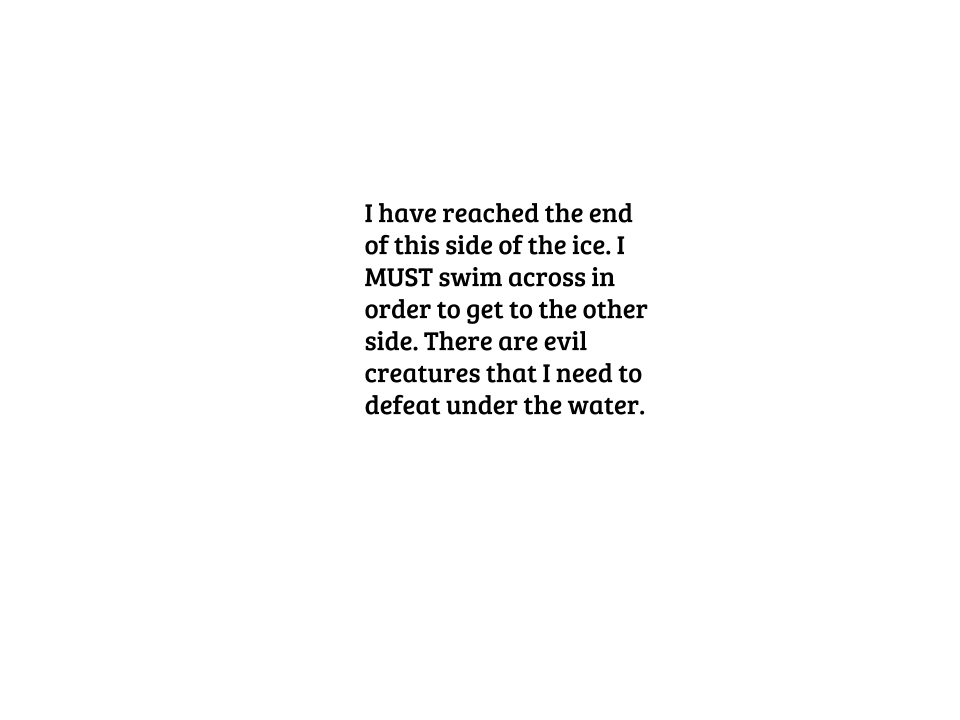 I have reached the end
of this side of the ice. I
MUST swim across in
order to get to the other
side. There are evil
creatures that I need to
defeat under the water.